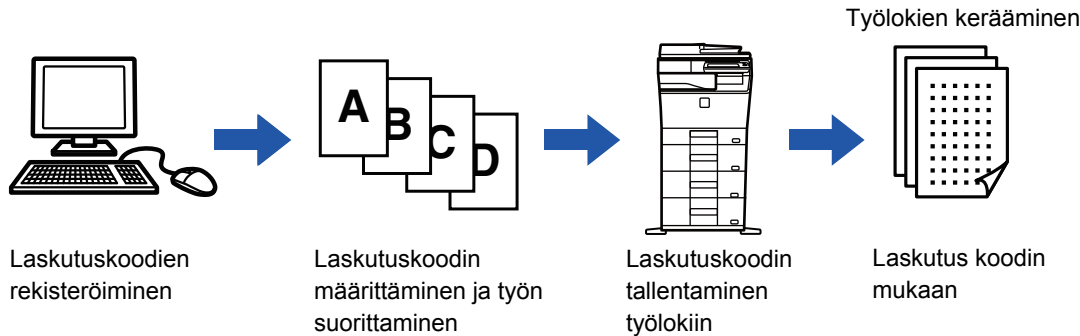 Työlokien kerääminen
A
B
C
D
Laskutuskoodien
rekisteröiminen
Laskutuskoodin
määrittäminen ja työn
suorittaminen
Laskutuskoodin
tallentaminen
työlokiin
Laskutus koodin
mukaan